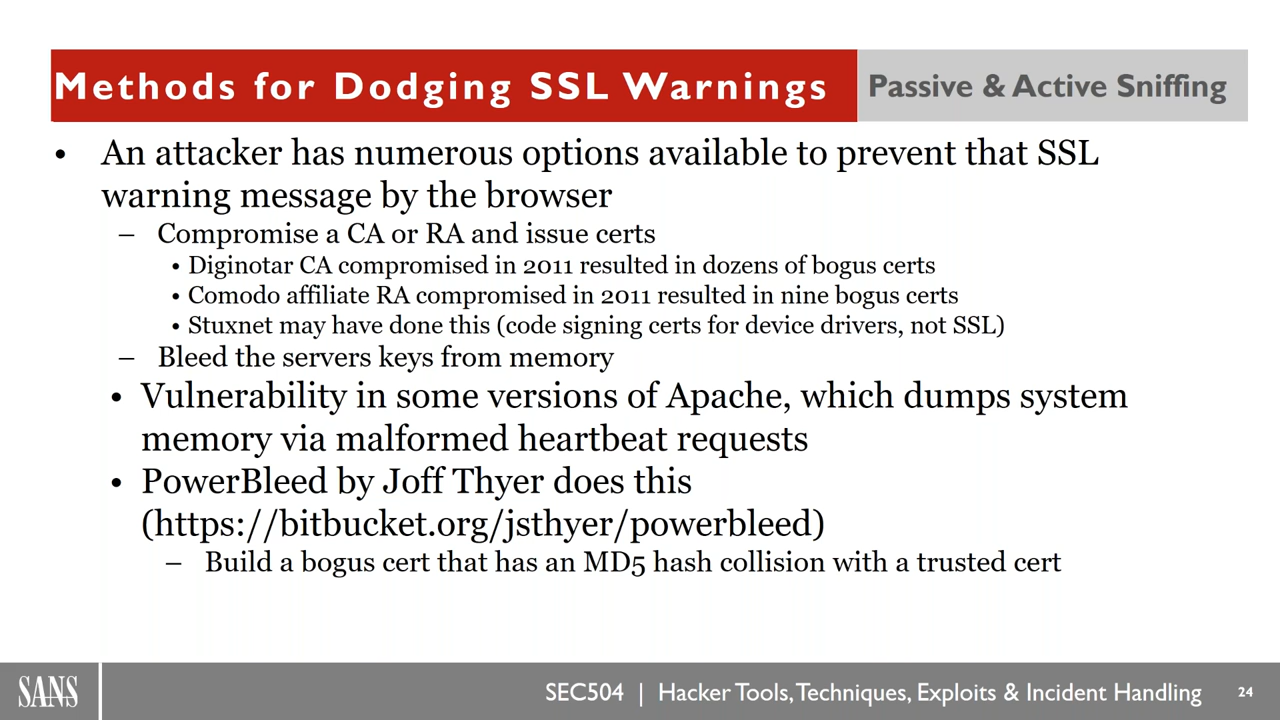 Methods for Dodging SSL Warnings
Passive & Active Sniffing
• An attacker has numerous options available to prevent that SSL
warning message by the browser
– Compromise a CA or RA and issue certs
• Diginotar CA compromised in 2011 resulted in dozens of bogus certs
• Comodo affiliate RA compromised in 2011 resulted in nine bogus certs
• Stuxnet may have done this (code signing certs for device drivers, not SSL)
– Bleed the servers keys from memory
• Vulnerability in some versions of Apache, which dumps system
memory via malformed heartbeat requests
• PowerBleed by Joff Thyer does this
(https://bitbucket.org/jsthyer/powerbleed)
– Build a bogus cert that has an MD5 hash collision with a trusted cert
SANS
SEC504 | Hacker Tools, Techniques, Exploits & Incident Handling
24